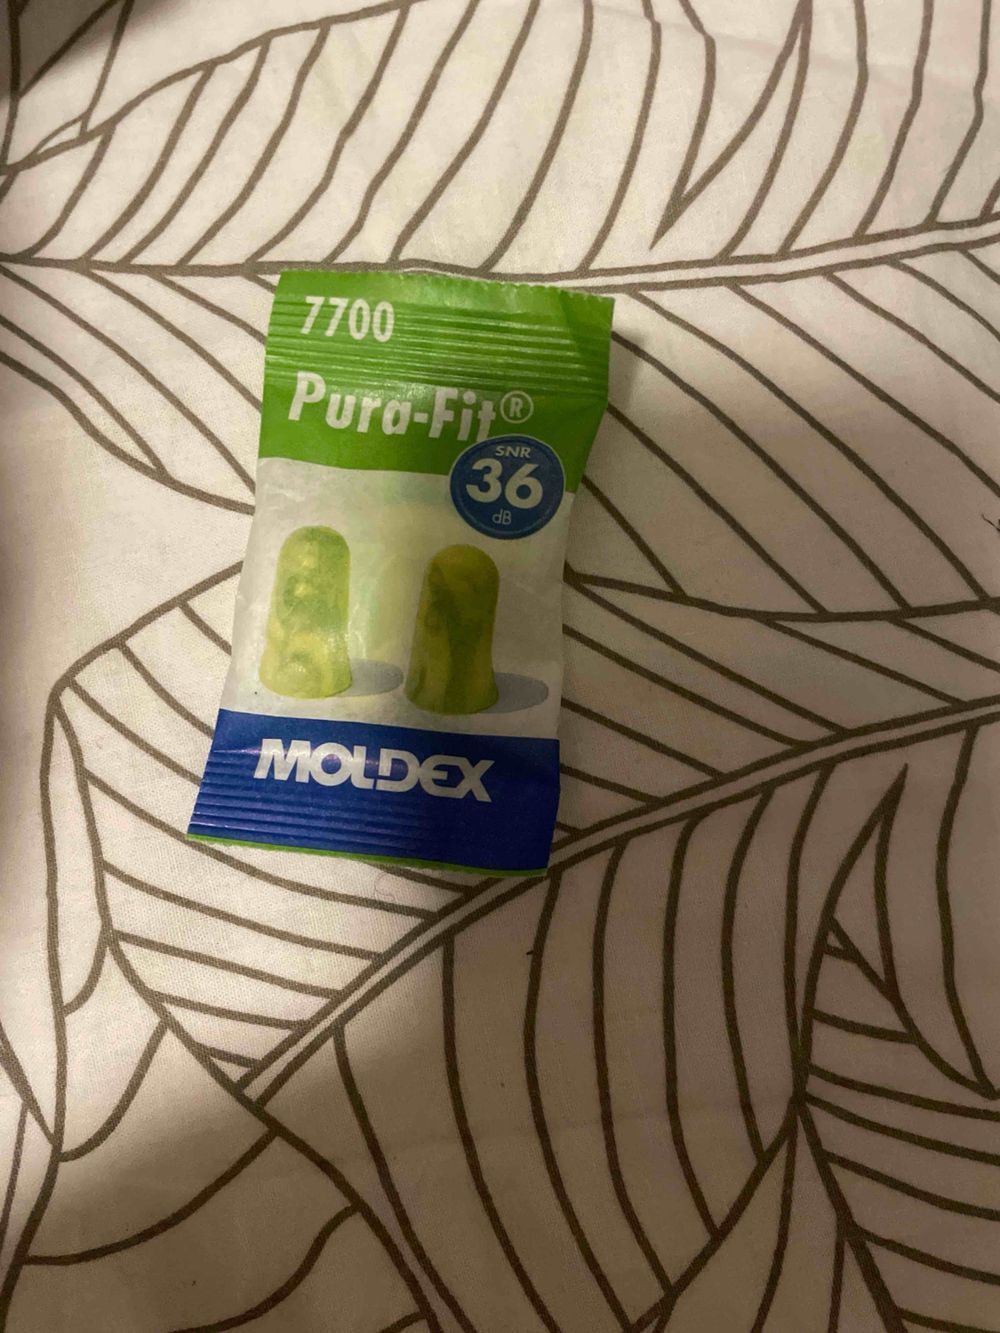 7700
Pura-Fit®
SNR
36
dB
MOLDEX